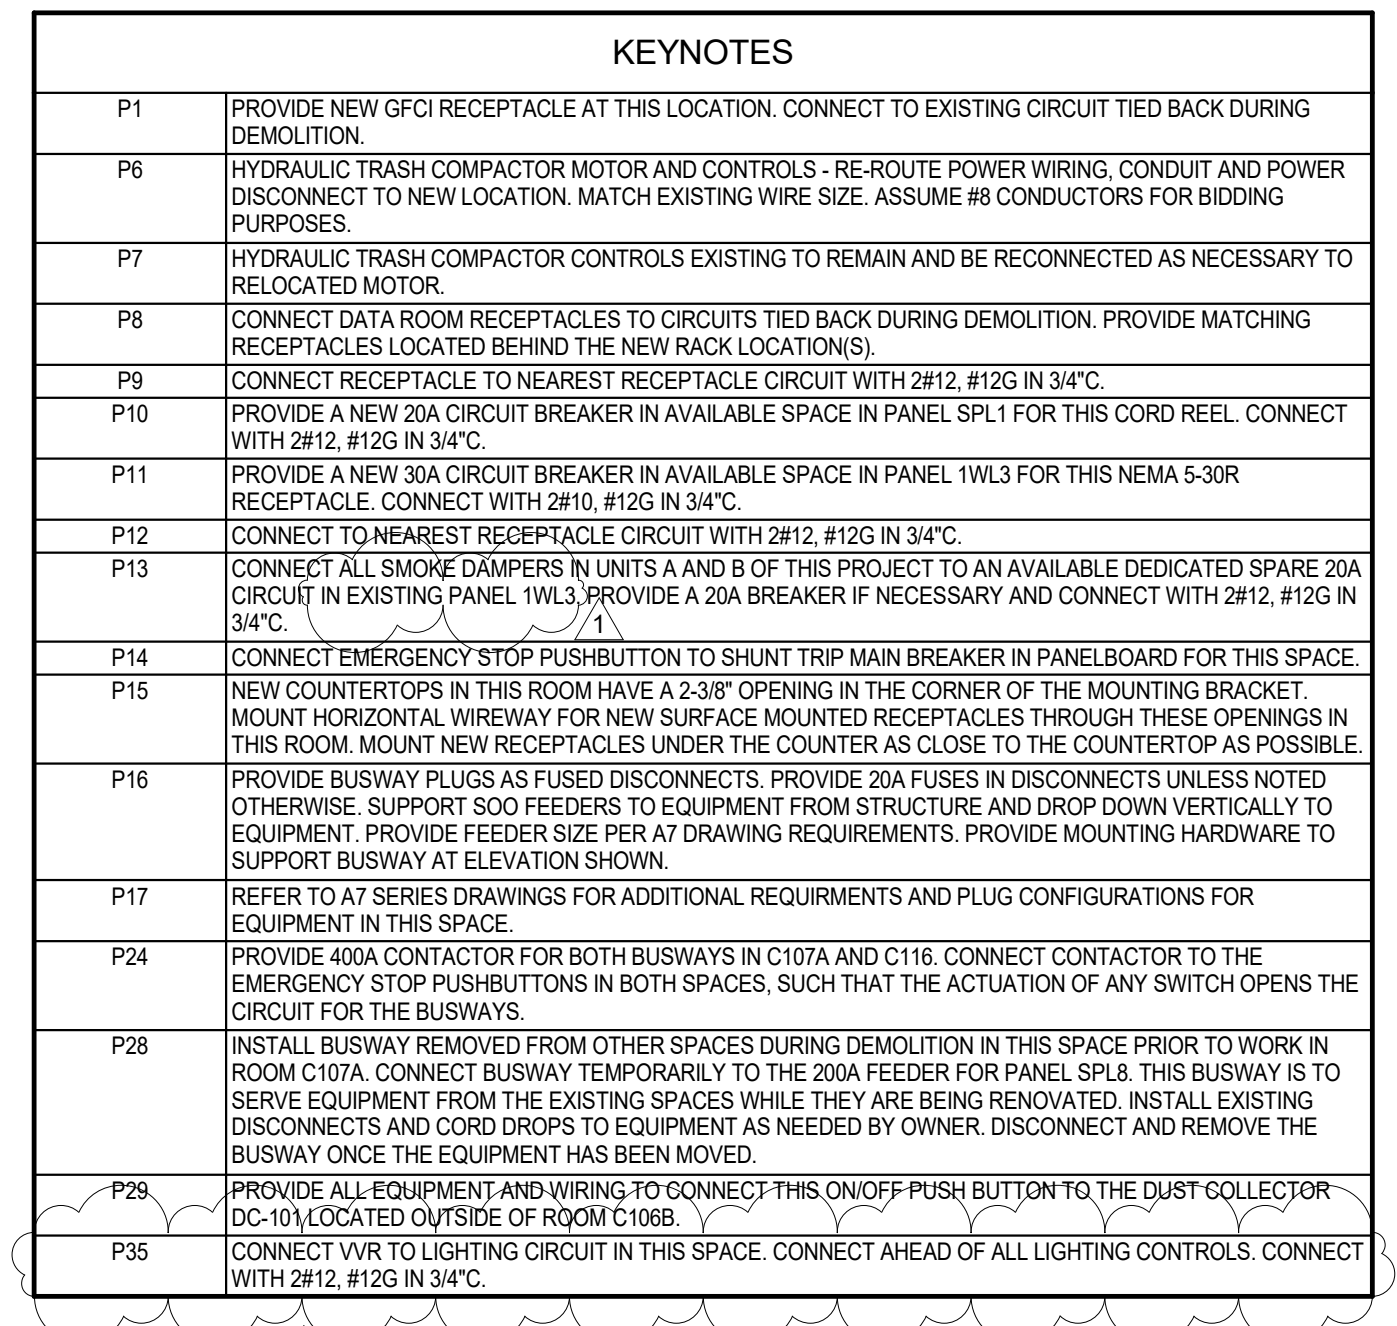 KEYNOTES
P1 PROVIDE NEW GFCI RECEPTACLE AT THIS LOCATION. CONNECT TO EXISTING CIRCUIT TIED BACK DURING
DEMOLITION.
P6 HYDRAULIC TRASH COMPACTOR MOTOR AND CONTROLS - RE-ROUTE POWER WIRING, CONDUIT AND POWER
DISCONNECT TO NEW LOCATION. MATCH EXISTING WIRE SIZE. ASSUME #8 CONDUCTORS FOR BIDDING
PURPOSES.
P7 HYDRAULIC TRASH COMPACTOR CONTROLS EXISTING TO REMAIN AND BE RECONNECTED AS NECESSARY TO
RELOCATED MOTOR.
P8 CONNECT DATA ROOM RECEPTACLES TO CIRCUITS TIED BACK DURING DEMOLITION. PROVIDE MATCHING
RECEPTACLES LOCATED BEHIND THE NEW RACK LOCATION(S).
P9 CONNECT RECEPTACLE TO NEAREST RECEPTACLE CIRCUIT WITH 2#12, #12G IN 3/4"C.
P10 PROVIDE A NEW 20A CIRCUIT BREAKER IN AVAILABLE SPACE IN PANEL SPL1 FOR THIS CORD REEL. CONNECT
WITH 2#12, #12G IN 3/4"C.
P11 PROVIDE A NEW 30A CIRCUIT BREAKER IN AVAILABLE SPACE IN PANEL 1WL3 FOR THIS NEMA 5-30R
RECEPTACLE. CONNECT WITH 2#10, #12G IN 3/4"C.
P12 CONNECT TO NEAREST RECEPTACLE CIRCUIT WITH 2#12, #12G IN 3/4"C.
P13 CONNECT ALL SMOKE DAMPERS IN UNITS A AND B OF THIS PROJECT TO AN AVAILABLE DEDICATED SPARE 20A
CIRCUIT IN EXISTING PANEL 1WL3. PROVIDE A 20A BREAKER IF NECESSARY AND CONNECT WITH 2#12, #12G IN
3/4"C. 1
P14 CONNECT EMERGENCY STOP PUSHBUTTON TO SHUNT TRIP MAIN BREAKER IN PANELBOARD FOR THIS SPACE.
P15 NEW COUNTERTOPS IN THIS ROOM HAVE A 2-3/8" OPENING IN THE CORNER OF THE MOUNTING BRACKET.
MOUNT HORIZONTAL WIREWAY FOR NEW SURFACE MOUNTED RECEPTACLES THROUGH THESE OPENINGS IN
THIS ROOM. MOUNT NEW RECEPTACLES UNDER THE COUNTER AS CLOSE TO THE COUNTERTOP AS POSSIBLE.
P16 PROVIDE BUSWAY PLUGS AS FUSED DISCONNECTS. PROVIDE 20A FUSES IN DISCONNECTS UNLESS NOTED
OTHERWISE. SUPPORT SOO FEEDERS TO EQUIPMENT FROM STRUCTURE AND DROP DOWN VERTICALLY TO
EQUIPMENT. PROVIDE FEEDER SIZE PER A7 DRAWING REQUIREMENTS. PROVIDE MOUNTING HARDWARE TO
SUPPORT BUSWAY AT ELEVATION SHOWN.
P17 REFER TO A7 SERIES DRAWINGS FOR ADDITIONAL REQUIRMENTS AND PLUG CONFIGURATIONS FOR
EQUIPMENT IN THIS SPACE.
P24 PROVIDE 400A CONTACTOR FOR BOTH BUSWAYS IN C107A AND C116. CONNECT CONTACTOR TO THE
EMERGENCY STOP PUSHBUTTONS IN BOTH SPACES, SUCH THAT THE ACTUATION OF ANY SWITCH OPENS THE
CIRCUIT FOR THE BUSWAYS.
P28 INSTALL BUSWAY REMOVED FROM OTHER SPACES DURING DEMOLITION IN THIS SPACE PRIOR TO WORK IN
ROOM C107A. CONNECT BUSWAY TEMPORARILY TO THE 200A FEEDER FOR PANEL SPL8. THIS BUSWAY IS TO
SERVE EQUIPMENT FROM THE EXISTING SPACES WHILE THEY ARE BEING RENOVATED. INSTALL EXISTING
DISCONNECTS AND CORD DROPS TO EQUIPMENT AS NEEDED BY OWNER. DISCONNECT AND REMOVE THE
BUSWAY ONCE THE EQUIPMENT HAS BEEN MOVED.
P29 PROVIDE ALL EQUIPMENT AND WIRING TO CONNECT THIS ON/OFF PUSH BUTTON TO THE DUST COLLECTOR
DC-101 LOCATED OUTSIDE OF ROOM C106B.
P35 CONNECT VVR TO LIGHTING CIRCUIT IN THIS SPACE. CONNECT AHEAD OF ALL LIGHTING CONTROLS. CONNECT
WITH 2#12, #12G IN 3/4"C.